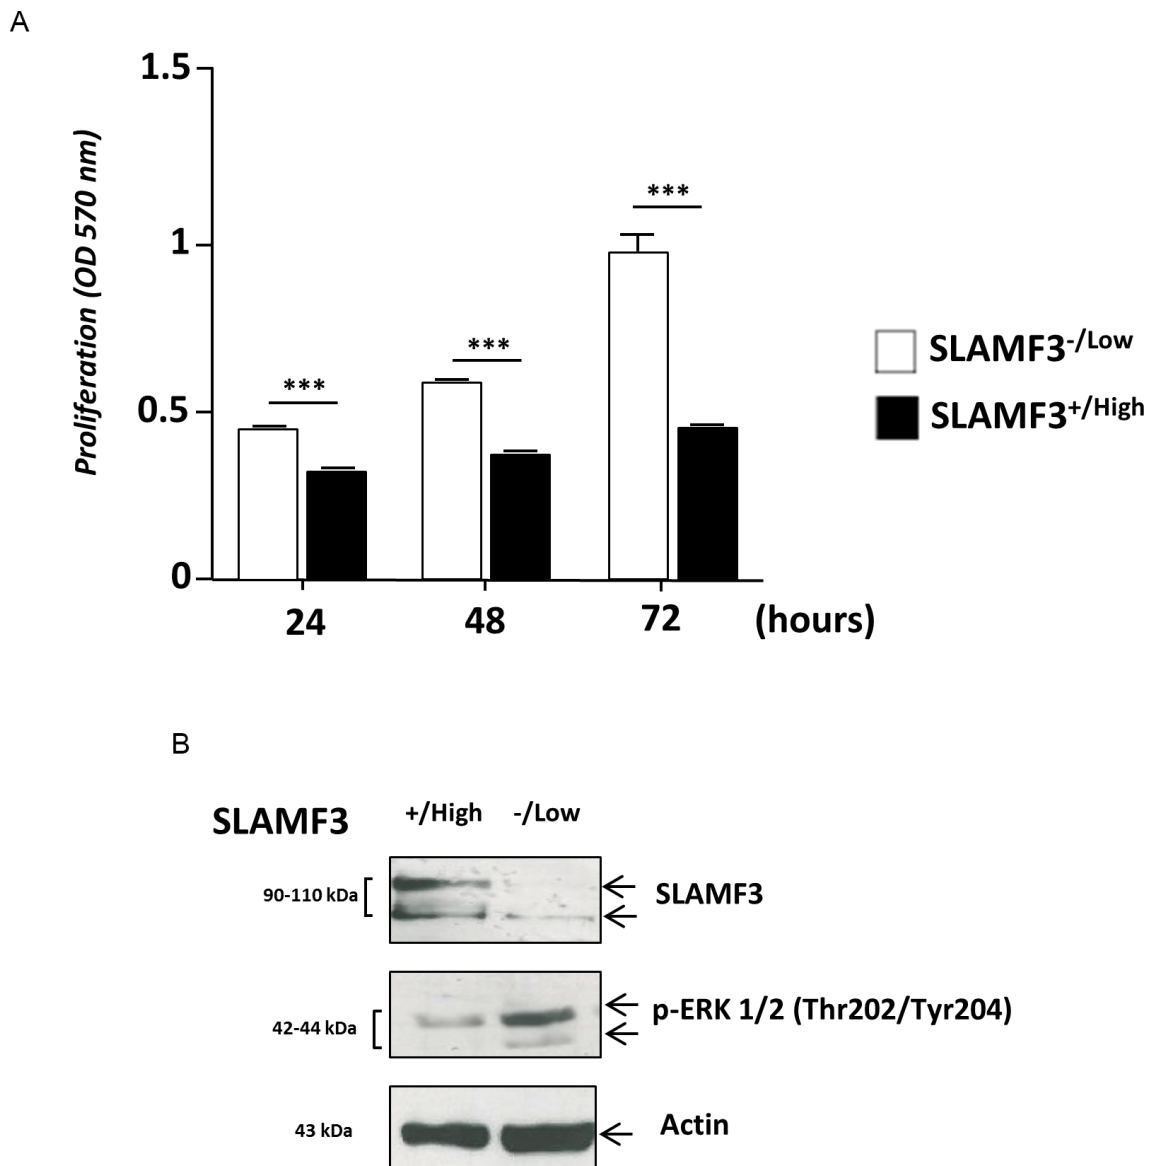 A
1.5
1
0.5
0
Proliferation (OD 570 nm)
***
***
***
24 48 72 (hours)
SLAMF3-/Low
SLAMF3+/High
B
SLAMF3 +/High -/Low
90-110 kDa SLAMF3
42-44 kDa p-ERK 1/2 (Thr202/Tyr204)
43 kDa Actin